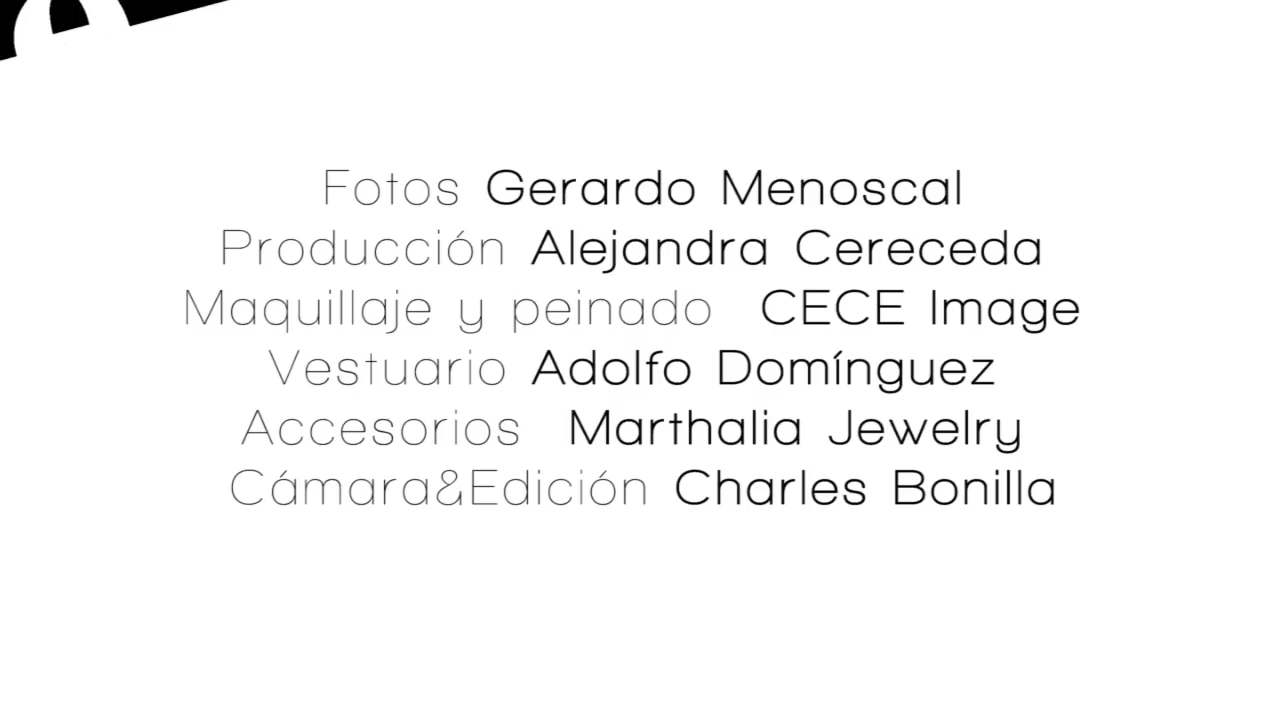 Fotos Gerardo Menoscal
Producción Alejandra Cereceda
Maquillaje y peinado CECE Image
Vestuario Adolfo Domínguez
Accesorios Marthalia Jewelry
Cámara&Edición Charles Bonilla